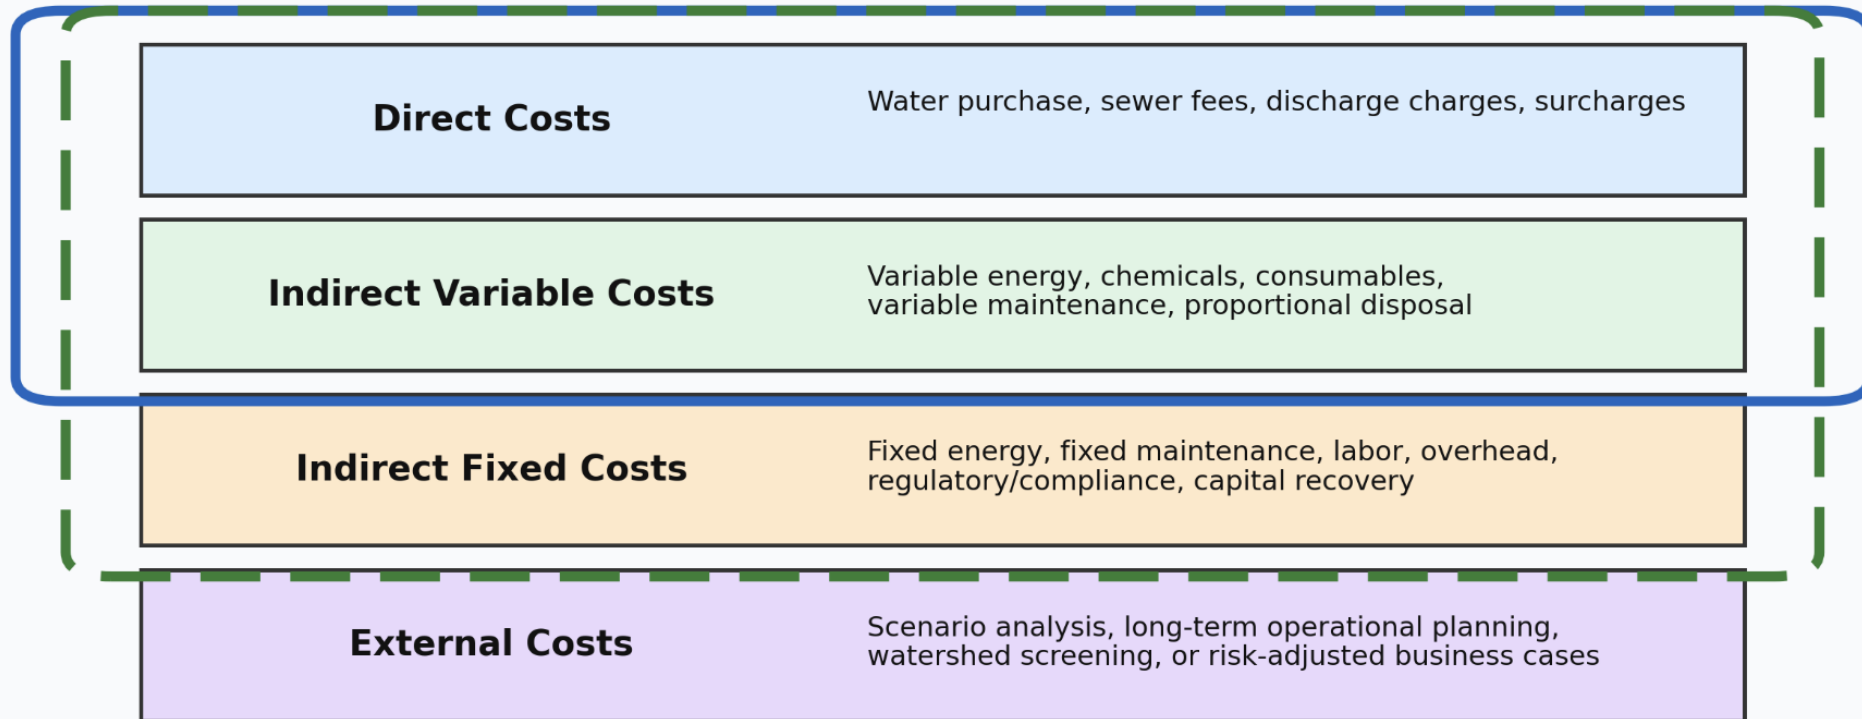 Direct Costs
Water purchase, sewer fees, discharge charges, surcharges
Indirect Variable Costs
Variable energy, chemicals, consumables,
variable maintenance, proportional disposal
Indirect Fixed Costs
Fixed energy, fixed maintenance, labor, overhead,
regulatory/compliance, capital recovery
External Costs
Scenario analysis, long-term operational planning,
watershed screening, or risk-adjusted business cases